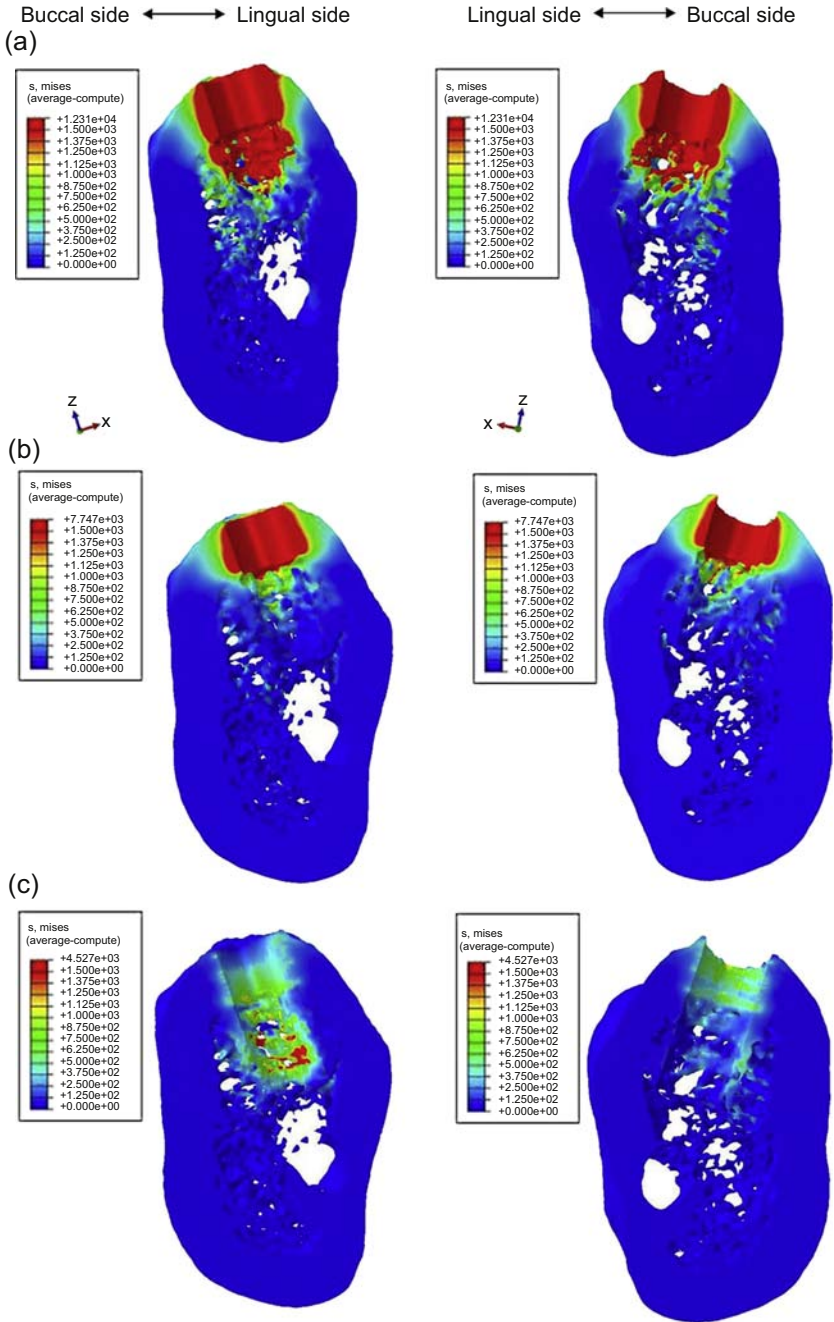 Buccal side Lingual side
Lingual side Buccal side
(a)
s, mises
(average-compute)
+1.231e+04
+1.500e+03
+1.375e+03
+1.250e+03
+1.125e+03
+1.000e+03
+8.750e+02
+7.500e+02
+6.250e+02
+5.000e+02
+3.750e+02
+2.500e+02
+1.250e+02
+0.000e+00
s, mises
(average-compute)
+1.231e+04
+1.500e+03
+1.375e+03
+1.250e+03
+1.125e+03
+1.000e+03
+8.750e+02
+7.500e+02
+6.250e+02
+5.000e+02
+3.750e+02
+2.500e+02
+1.250e+02
+0.000e+00
z
x
z
x
(b)
s, mises
(average-compute)
+7.747e+03
+1.500e+03
+1.375e+03
+1.250e+03
+1.125e+03
+1.000e+03
+8.750e+02
+7.500e+02
+6.250e+02
+5.000e+02
+3.750e+02
+2.500e+02
+1.250e+02
+0.000e+00
s, mises
(average-compute)
+7.747e+03
+1.500e+03
+1.375e+03
+1.250e+03
+1.125e+03
+1.000e+03
+8.750e+02
+7.500e+02
+6.250e+02
+5.000e+02
+3.750e+02
+2.500e+02
+1.250e+02
+0.000e+00
(c)
s, mises
(average-compute)
+4.527e+03
+1.500e+03
+1.375e+03
+1.250e+03
+1.125e+03
+1.000e+03
+8.750e+02
+7.500e+02
+6.250e+02
+5.000e+02
+3.750e+02
+2.500e+02
+1.250e+02
+0.000e+00
s, mises
(average-compute)
+4.527e+03
+1.500e+03
+1.375e+03
+1.250e+03
+1.125e+03
+1.000e+03
+8.750e+02
+7.500e+02
+6.250e+02
+5.000e+02
+3.750e+02
+2.500e+02
+1.250e+02
+0.000e+00